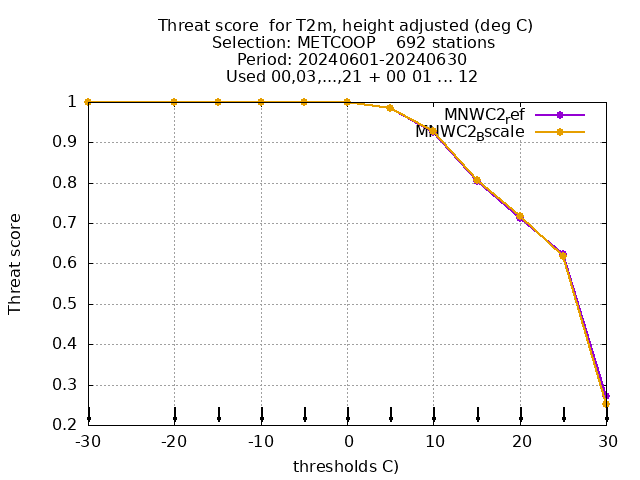 Threat score  for T2m, height adjusted (deg C)
Selection: METCOOP    692 stations
Period: 20240601-20240630
Used 00,03,...,21 + 00 01 ... 12
MNWC2ref
MNWC2Bscale
1
0.9
0.8
0.7
0.6
0.5
0.4
0.3
0.2
Threat score
-30 -20 -10 0 10 20 30
thresholds C)